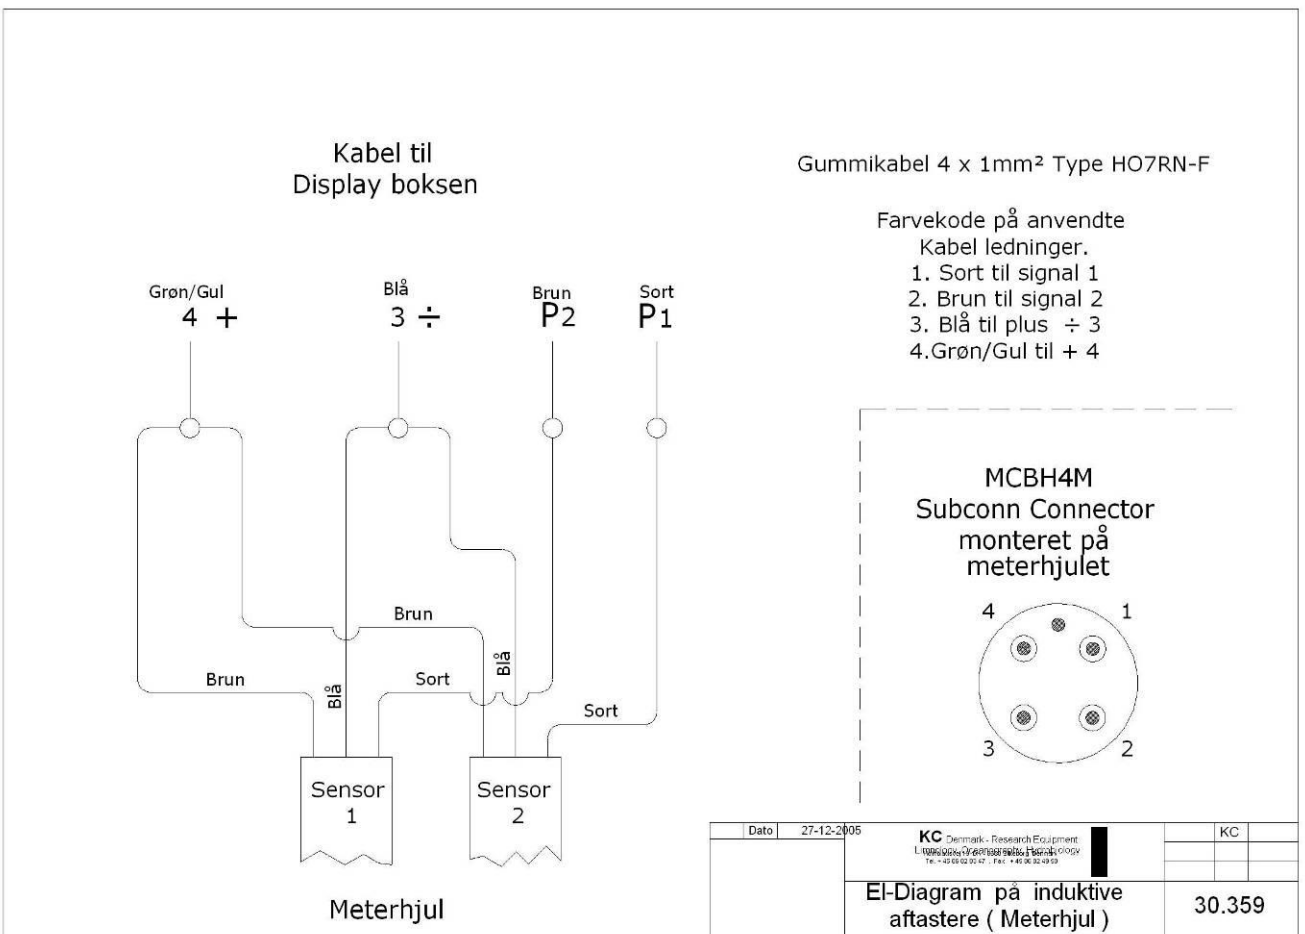 Kabel til
Display boksen
Grøn/Gul
4 +
Blå
3 ÷
Brun
P2
Sort
P1
Brun
Brun
Blå
Sort
Blå
Sort
Sensor
1
Sensor
2
Meterhjul
Gummikabel 4 x 1mm² Type HO7RN-F
Farvekode på anvendte
Kabel ledninger.
1. Sort til signal 1
2. Brun til signal 2
3. Blå til plus ÷ 3
4.Grøn/Gul til + 4
MCBH4M
Subconn Connector
monteret på
meterhjulet
4
1
3
2
Dato
27-12-2005
KC Denmark - Research Equipment
Limnology, Oceanography, Hydrobiology
KC
El-Diagram på induktive
aftastere ( Meterhjul )
30.359